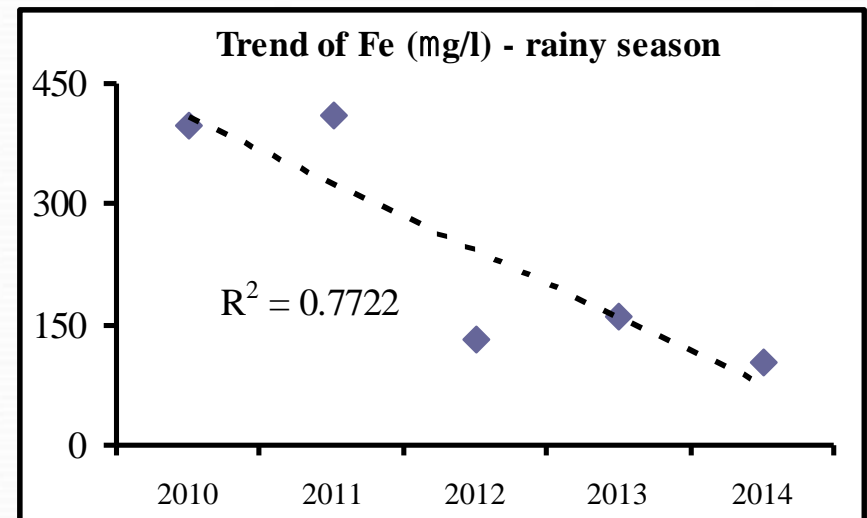 Trend of Fe (mg/l) - rainy season
450
300
R² = 0.7722
150
0
2010 2011 2012 2013 2014